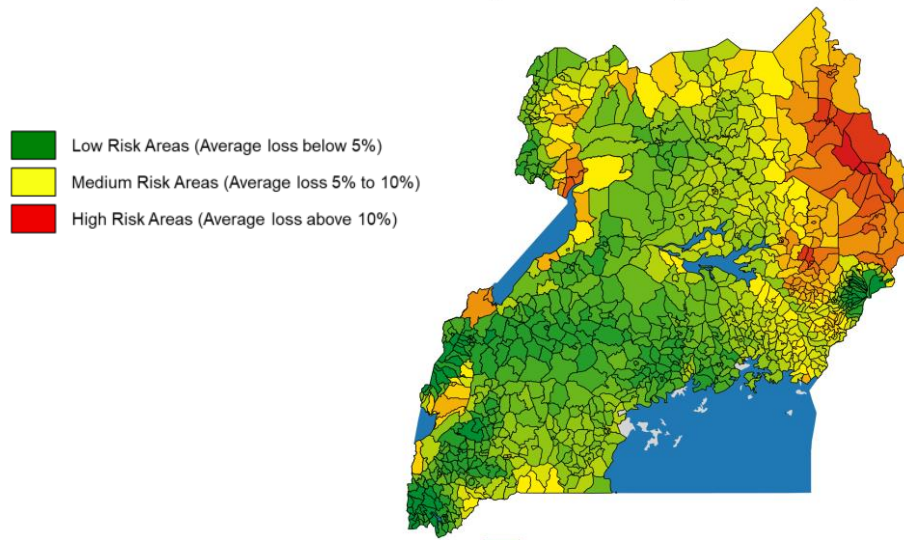 Low Risk Areas (Average loss below 5%)
Medium Risk Areas (Average loss 5% to 10%)
High Risk Areas (Average loss above 10%)